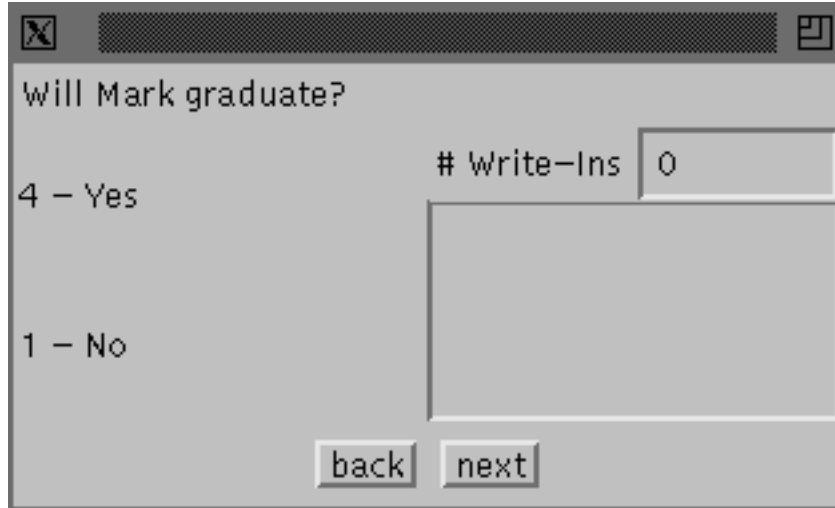 Will Mark graduate?
# Write-Ins 0
4 - Yes
1 - No
back next